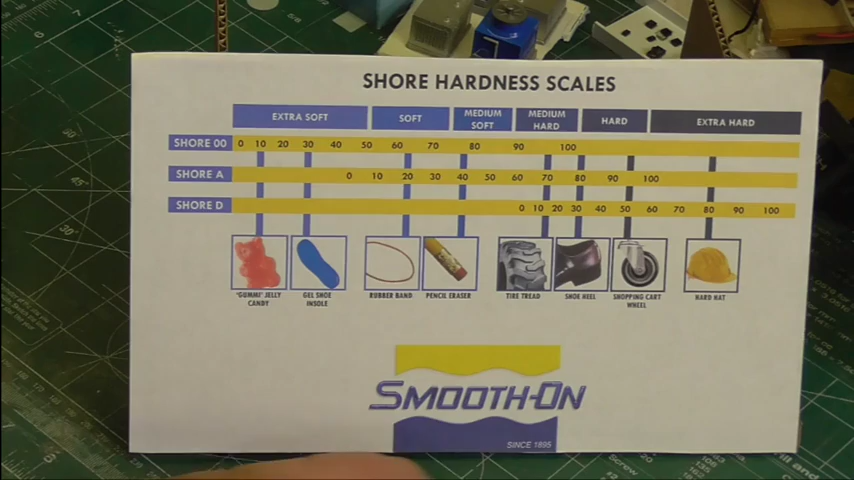 SHORE HARDNESS SCALES
EXTRA SOFT SOFT MEDIUM SOFT MEDIUM HARD HARD EXTRA HARD
SHORE 00 0 10 20 30 40 50 60 70 80 90 100
SHORE A 0 10 20 30 40 50 60 70 80 90 100
SHORE D 0 10 20 30 40 50 60 70 80 90 100
"GUMMI" JELLY CANDY
GEL SHOE INSOLE
RUBBER BAND
PENCIL ERASER
TIRE TREAD
SHOE HEEL
SHOPPING CART WHEEL
HARD HAT
SMOOTH-ON
SINCE 1895